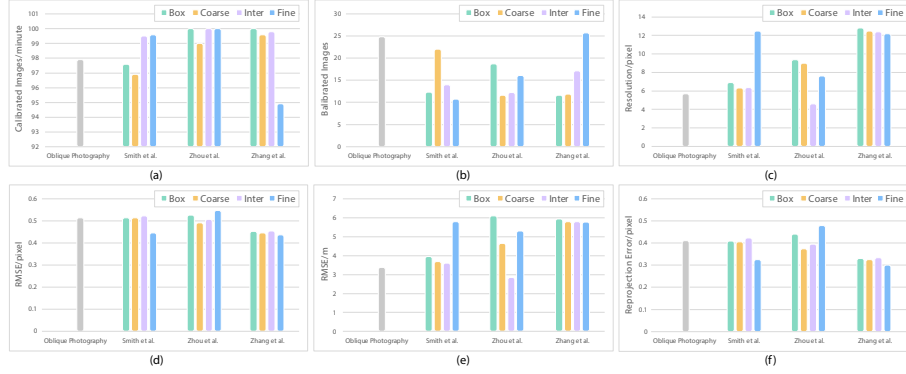 Box Coarse Inter Fine
Calibrated Images/minute
100
99
98
97
96
95
94
93
92
Oblique Photography Smith et al. Zhou et al. Zhang et al.
(a)
Box Coarse Inter Fine
Balibrated Images
30
25
20
15
10
5
0
Oblique Photography Smith et al. Zhou et al. Zhang et al.
(b)
Box Coarse Inter Fine
Resolution/pixel
14
12
10
8
6
4
2
0
Oblique Photography Smith et al. Zhou et al. Zhang et al.
(c)
Box Coarse Inter Fine
RMSE/pixel
0.6
0.5
0.4
0.3
0.2
0.1
0
Oblique Photography Smith et al. Zhou et al. Zhang et al.
(d)
Box Coarse Inter Fine
RMSE/m
7
6
5
4
3
2
1
0
Oblique Photography Smith et al. Zhou et al. Zhang et al.
(e)
Box Coarse Inter Fine
Reprojection Error/pixel
0.6
0.5
0.4
0.3
0.2
0.1
0
Oblique Photography Smith et al. Zhou et al. Zhang et al.
(f)